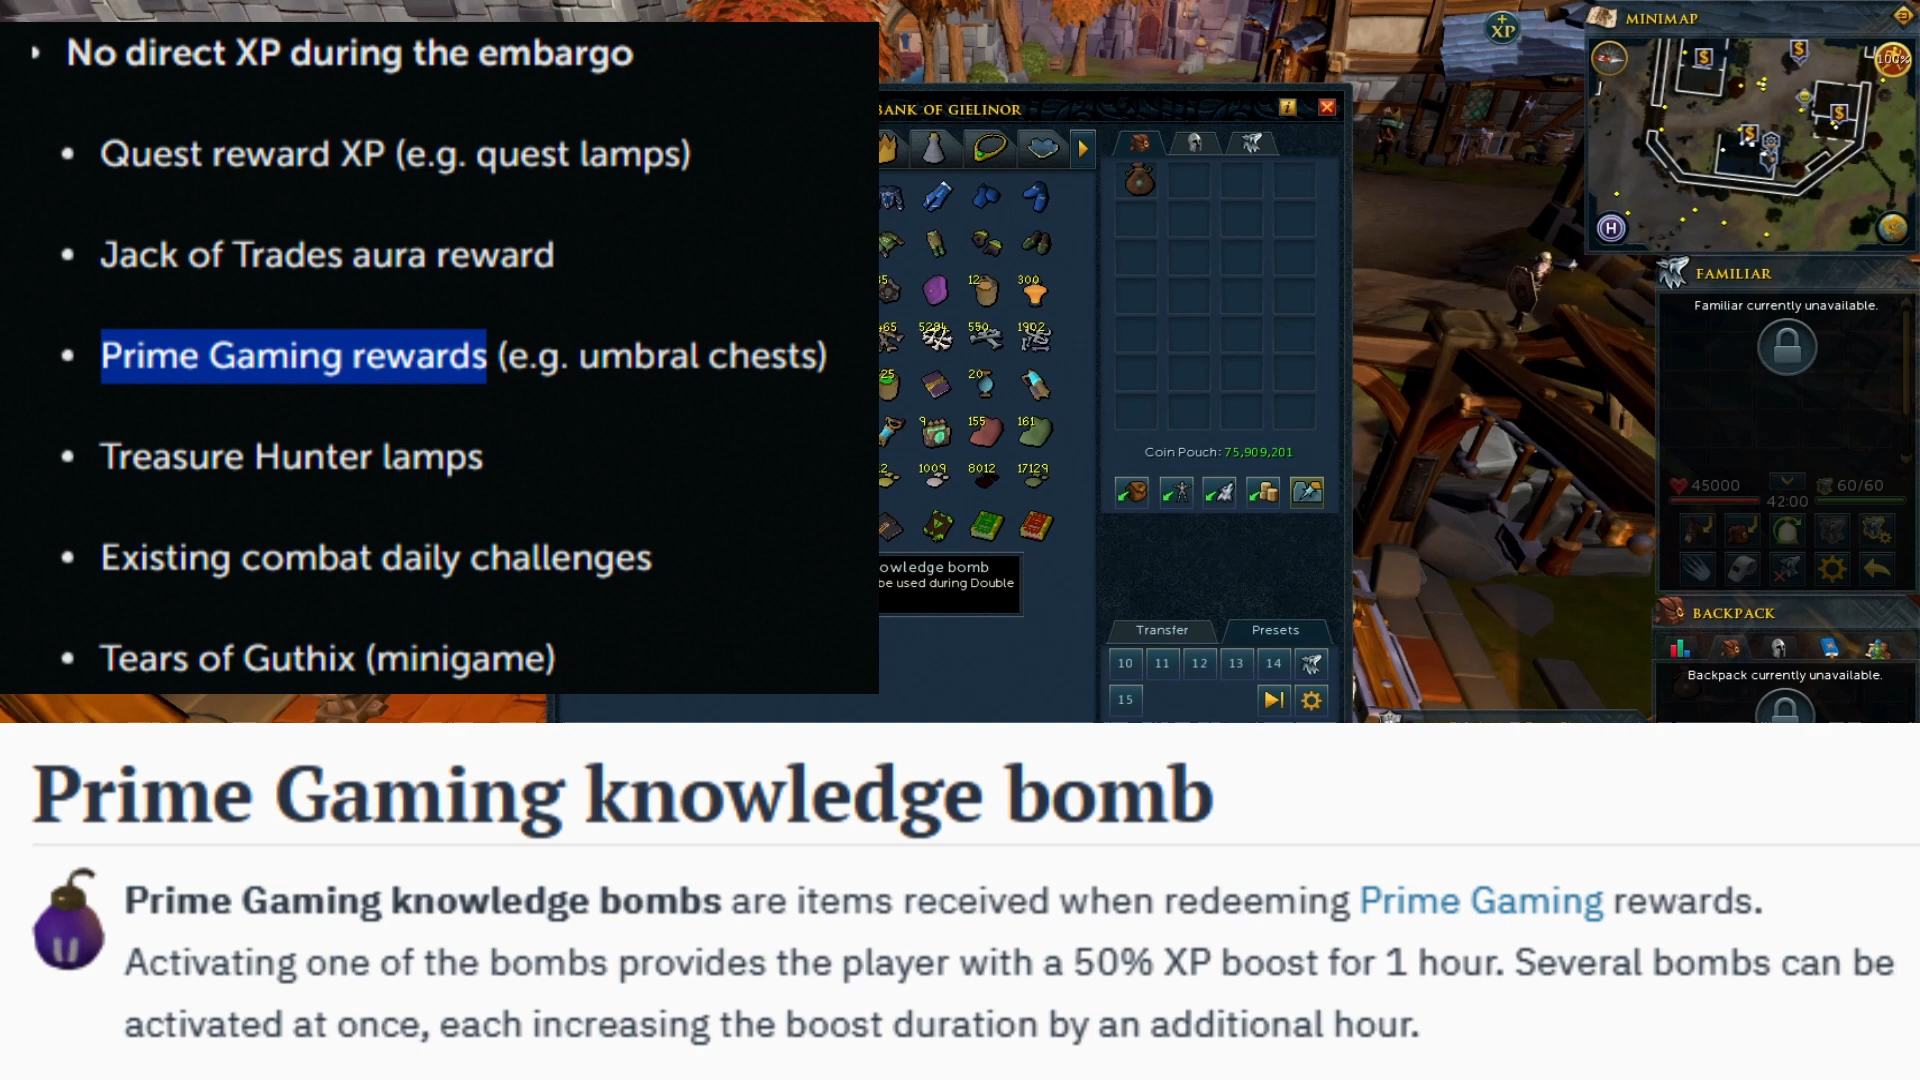 No direct XP during the embargo
• Quest reward XP (e.g. quest lamps)
• Jack of Trades aura reward
• Prime Gaming rewards (e.g. umbral chests)
• Treasure Hunter lamps
• Existing combat daily challenges
• Tears of Guthix (minigame)
+
XP
MINIMAP
100%
H
BANK OF GIELINOR
FAMILIAR
Familiar currently unavailable.
45000
42:00
60/60
BACKPACK
Backpack currently unavailable.
12
300
5284
550
1902
25
20
9
155
161
1009
8012
17129
owledge bomb
be used during Double
Coin Pouch: 75,909,201
Transfer
Presets
10 11 12 13 14
15
Prime Gaming knowledge bomb
Prime Gaming knowledge bombs are items received when redeeming Prime Gaming rewards.
Activating one of the bombs provides the player with a 50% XP boost for 1 hour. Several bombs can be
activated at once, each increasing the boost duration by an additional hour.